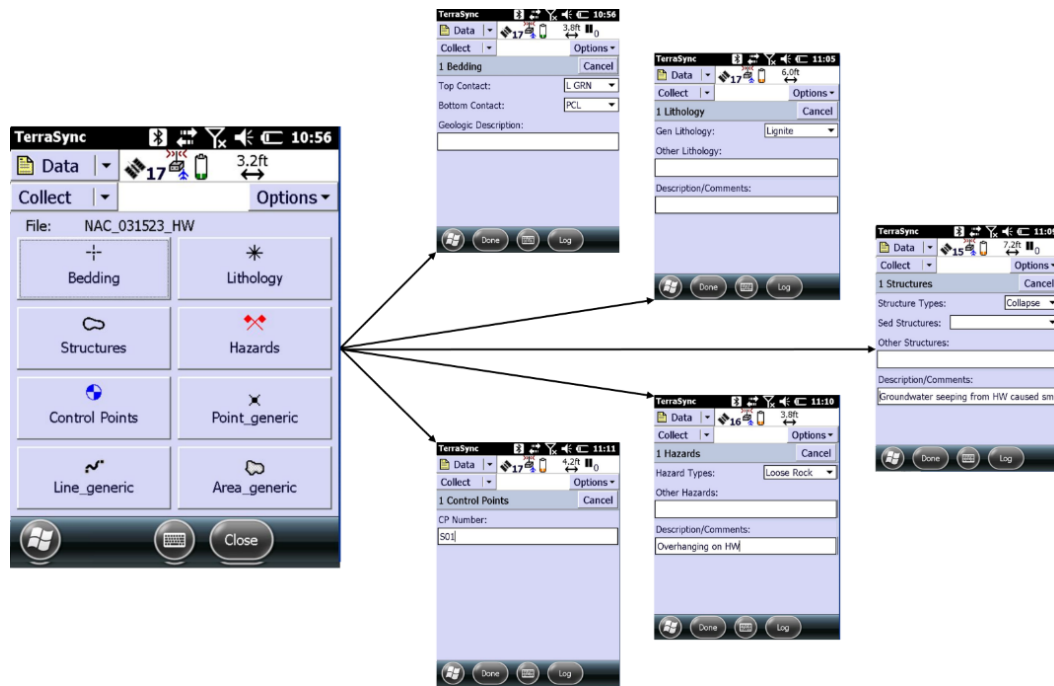 TerraSync 10:56
Data 17 3.2ft
Collect Options
File: NAC_031523_HW
Bedding Lithology
Structures Hazards
Control Points Point_generic
Line_generic Area_generic
Close
TerraSync 10:56
Data 17 3.8ft 0
Collect Options
1 Bedding Cancel
Top Contact: L GRN
Bottom Contact: PCL
Geologic Description:
Done Log
TerraSync 11:05
Data 17 6.0ft
Collect Options
1 Lithology Cancel
Gen Lithology: Lignite
Other Lithology:
Description/Comments:
Done Log
TerraSync 11:09
Data 15 7.2ft 0
Collect Options
1 Structures Cancel
Structure Types: Collapse
Sed Structures:
Other Structures:
Description/Comments:
Groundwater seeping from HW caused sm
Done Log
TerraSync 11:10
Data 16 3.8ft
Collect Options
1 Hazards Cancel
Hazard Types: Loose Rock
Other Hazards:
Description/Comments:
Overhanging on HW
Done Log
TerraSync 11:11
Data 17 4.2ft 0
Collect Options
1 Control Points Cancel
CP Number:
S01
Done Log